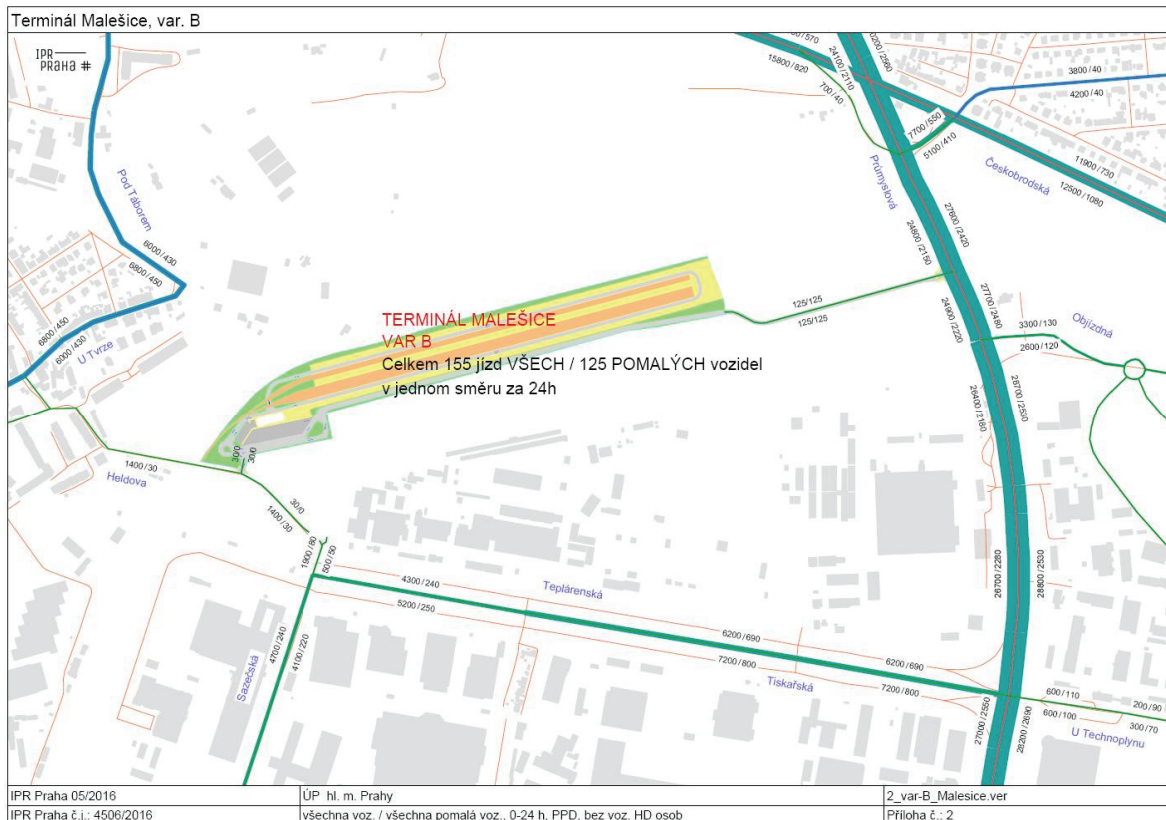 Terminál Malešice, var. B
IPR
PRAHA
15800/820
700/40
24100/2110
3800/40
4200/40
7700/550
5100/410
Průmyslová
Českobrodská
11900/730
12500/1080
Pod Táborem
6000/430
6800/450
27600/2420
24800/2150
6800/450
6000/430
U Tvrze
TERMINÁL MALEŠICE
VAR B
Celkem 155 jízd VŠECH / 125 POMALÝCH vozidel
v jednom směru za 24h
125/125
125/125
27700/2480
24900/2220
3300/130
2600/120
Objízdná
28700/2530
26400/2180
30/0
30/0
1400/30
Heldova
30/0
1400/30
1900/80
4300/240
5200/250
Teplárenská
26700/2280
28800/2530
6200/690
7200/800
6200/690
7200/800
Tiskařská
Sazečská
4700/240
4100/220
600/110
600/100
200/90
300/70
U Technoplynu
27000/2550
28200/2690
IPR Praha 05/2016
ÚP hl. m. Prahy
2_var-B_Malesice.ver
IPR Praha č.j.: 4506/2016
všechna voz. / všechna pomalá voz., 0-24 h, PPD, bez voz. HD osob
Příloha č.: 2